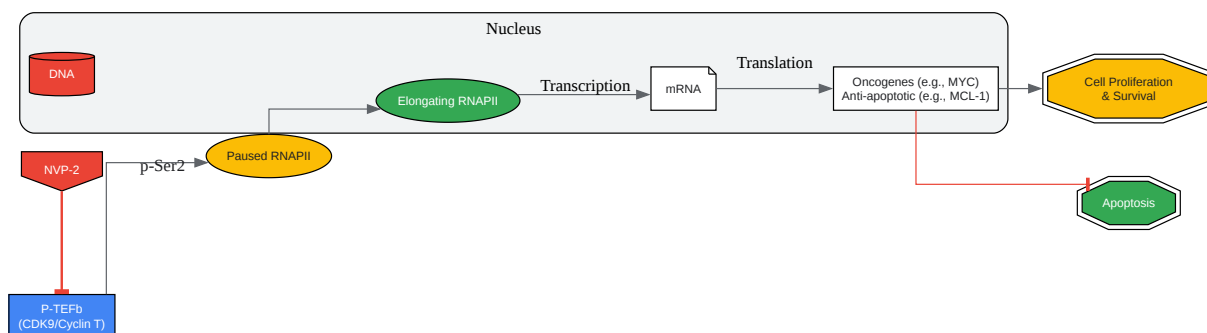 Nucleus
DNA
Elongating RNAPII
Transcription
mRNA
Translation
Oncogenes (e.g., MYC)
Anti-apoptotic (e.g., MCL-1)
Cell Proliferation
& Survival
NVP-2
p-Ser2
Paused RNAPII
Apoptosis
P-TEFb
(CDK9/Cyclin T)